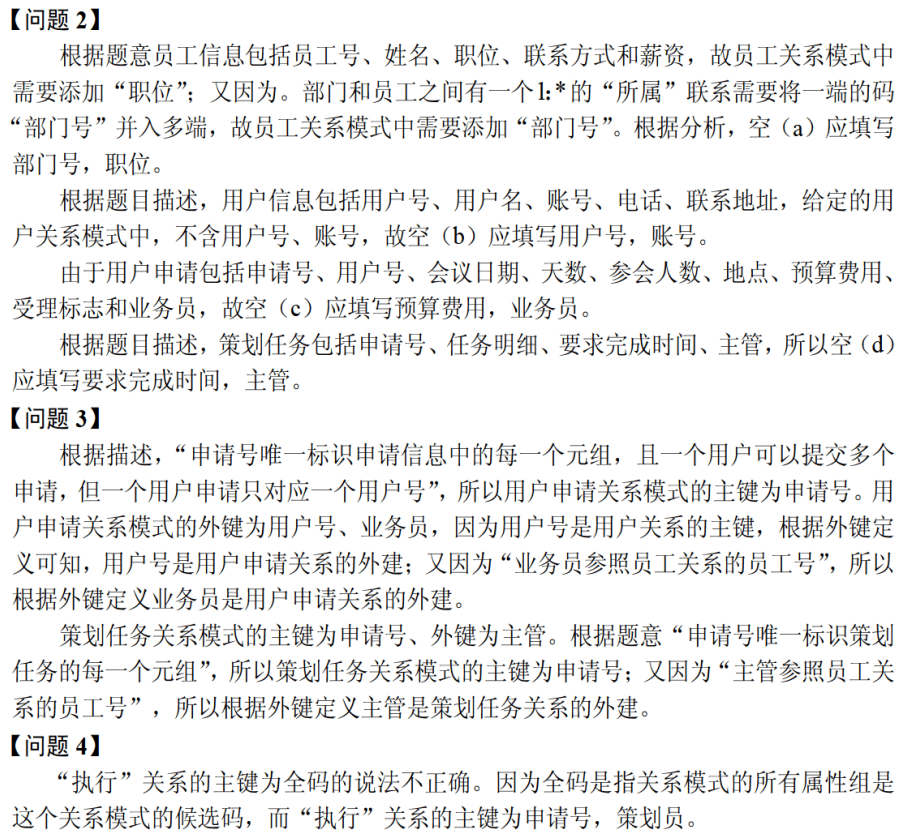 【问题 2】
根据题意员工信息包括员工号、姓名、职位、联系方式和薪资，故员工关系模式中
需要添加“职位”；又因为。部门和员工之间有一个1:*的“所属”联系需要将一端的码
“部门号”并入多端，故员工关系模式中需要添加“部门号”。根据分析，空（a）应填写
部门号，职位。
根据题目描述，用户信息包括用户号、用户名、账号、电话、联系地址，给定的用
户关系模式中，不含用户号、账号，故空（b）应填写用户号，账号。
由于用户申请包括申请号、用户号、会议日期、天数、参会人数、地点、预算费用、
受理标志和业务员，故空（c）应填写预算费用，业务员。
根据题目描述，策划任务包括申请号、任务明细、要求完成时间、主管，所以空（d）
应填写要求完成时间，主管。
【问题 3】
根据描述，“申请号唯一标识申请信息中的每一个元组，且一个用户可以提交多个
申请，但一个用户申请只对应一个用户号”，所以用户申请关系模式的主键为申请号。用
户申请关系模式的外键为用户号、业务员，因为用户号是用户关系的主键，根据外键定
义可知，用户号是用户申请关系的外建；又因为“业务员参照员工关系的员工号”，所以
根据外键定义业务员是用户申请关系的外建。
策划任务关系模式的主键为申请号、外键为主管。根据题意“申请号唯一标识策划
任务的每一个元组”，所以策划任务关系模式的主键为申请号；又因为“主管参照员工关
系的员工号”，所以根据外键定义主管是策划任务关系的外建。
【问题 4】
“执行”关系的主键为全码的说法不正确。因为全码是指关系模式的所有属性组是
这个关系模式的候选码，而“执行”关系的主键为申请号，策划员。